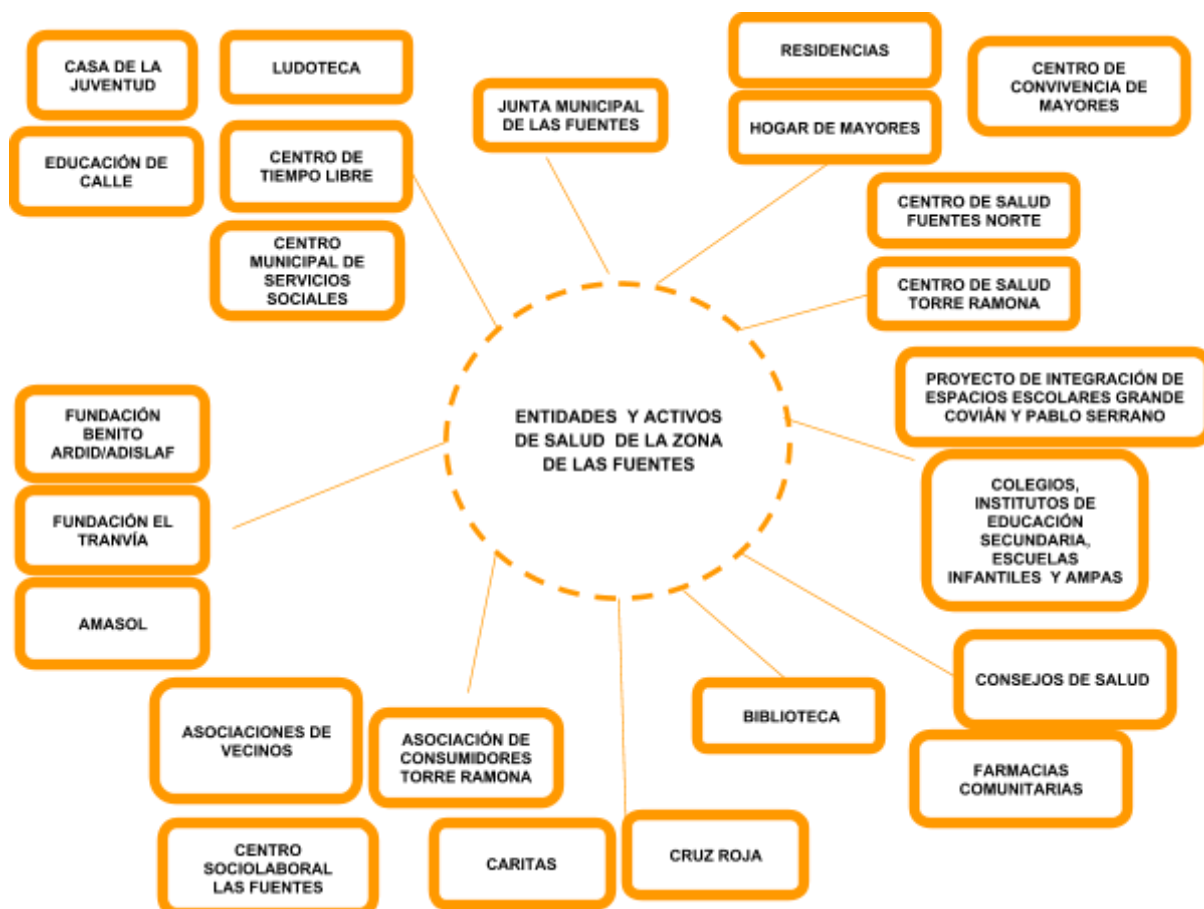 CASA DE LA
JUVENTUD
LUDOTECA
JUNTA MUNICIPAL
DE LAS FUENTES
RESIDENCIAS
HOGAR DE MAYORES
CENTRO DE
CONVIVENCIA DE
MAYORES
EDUCACIÓN DE
CALLE
CENTRO DE
TIEMPO LIBRE
CENTRO
MUNICIPAL DE
SERVICIOS
SOCIALES
CENTRO DE SALUD
FUENTES NORTE
CENTRO DE SALUD
TORRE RAMONA
PROYECTO DE INTEGRACIÓN DE
ESPACIOS ESCOLARES GRANDE
COVIÁN Y PABLO SERRANO
ENTIDADES Y ACTIVOS
DE SALUD DE LA ZONA
DE LAS FUENTES
FUNDACIÓN
BENITO
ARDID/ADISLAF
FUNDACIÓN EL
TRANVÍA
AMASOL
COLEGIOS,
INSTITUTOS DE
EDUCACIÓN
SECUNDARIA,
ESCUELAS
INFANTILES Y AMPAS
CONSEJOS DE SALUD
FARMACIAS
COMUNITARIAS
BIBLIOTECA
ASOCIACIONES DE
VECINOS
ASOCIACIÓN DE
CONSUMIDORES
TORRE RAMONA
CENTRO
SOCIOLABORAL
LAS FUENTES
CARITAS
CRUZ ROJA